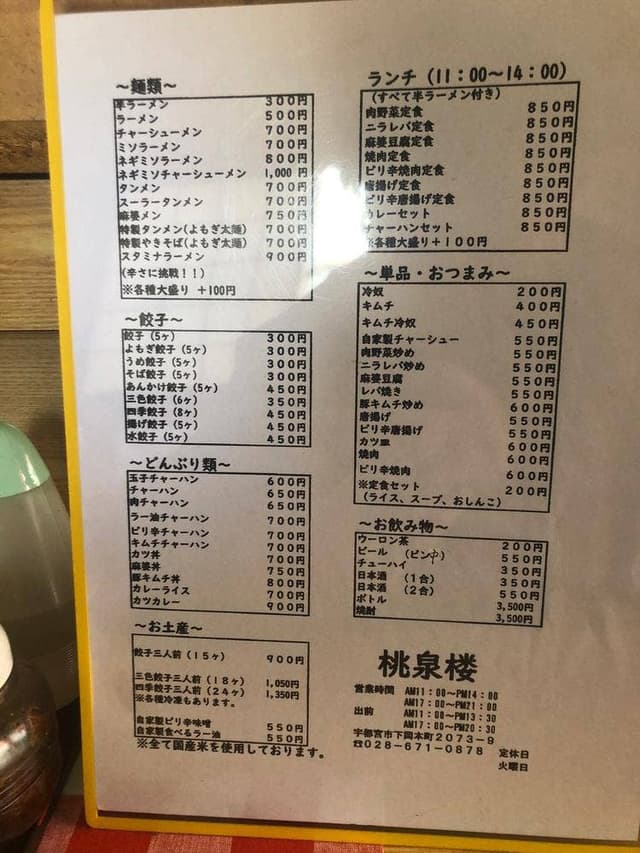 ～麺類～
半ラーメン 300円
ラーメン 500円
チャーシューメン 700円
ミソラーメン 700円
ネギミソラーメン 800円
ネギミソチャーシューメン 1,000円
タンメン 700円
スーラータンメン 700円
麻婆メン 750円
特製タンメン(よもぎ太麺) 700円
特製やきそば(よもぎ太麺) 700円
スタミナラーメン 900円
(辛さに挑戦！！)
※各種大盛り +100円
～餃子～
餃子(5ヶ) 300円
よもぎ餃子(5ヶ) 300円
うめ餃子(5ヶ) 300円
そば餃子(5ヶ) 300円
あんかけ餃子(5ヶ) 450円
三色餃子(6ヶ) 350円
四季餃子(8ヶ) 450円
揚げ餃子(5ヶ) 450円
水餃子(5ヶ) 450円
～どんぶり類～
玉子チャーハン 600円
チャーハン 650円
肉チャーハン 650円
ラー油チャーハン 700円
ピリ辛チャーハン 700円
キムチチャーハン 700円
カツ丼 700円
麻婆丼 750円
豚キムチ丼 800円
カレーライス 700円
カツカレー 900円
～お土産～
餃子三人前(15ヶ) 900円
三色餃子三人前(18ヶ) 1,050円
四季餃子三人前(24ヶ) 1,350円
※各種冷凍もあります。
自家製ピリ辛味噌 550円
自家製食べるラー油 550円
※全て国産米を使用しております。
ランチ(11：00～14：00)
(すべて半ラーメン付き)
肉野菜定食 850円
ニラレバ定食 850円
麻婆豆腐定食 850円
焼肉定食 850円
ピリ辛焼肉定食 850円
唐揚げ定食 850円
ピリ辛唐揚げ定食 850円
カレーセット 850円
チャーハンセット 850円
※各種大盛り+100円
～単品・おつまみ～
冷奴 200円
キムチ 400円
キムチ冷奴 450円
自家製チャーシュー 550円
肉野菜炒め 550円
ニラレバ炒め 550円
麻婆豆腐 550円
レバ焼き 550円
豚キムチ炒め 600円
唐揚げ 550円
ピリ辛唐揚げ 550円
カツ皿 600円
焼肉 600円
ピリ辛焼肉 600円
※定食セット 200円
(ライス、スープ、おしんこ)
～お飲み物～
ウーロン茶 200円
ビール (ビン中) 550円
チューハイ 350円
日本酒 (1合) 350円
日本酒 (2合) 550円
ボトル 3,500円
焼酎 3,500円
桃泉楼
営業時間 AM11：00～PM14：00
AM17：00～PM21：00
出前 AM11：00～PM13：30
AM17：00～PM20：30
宇都宮市下岡本町2073-9
☎028-671-0878 定休日
火曜日